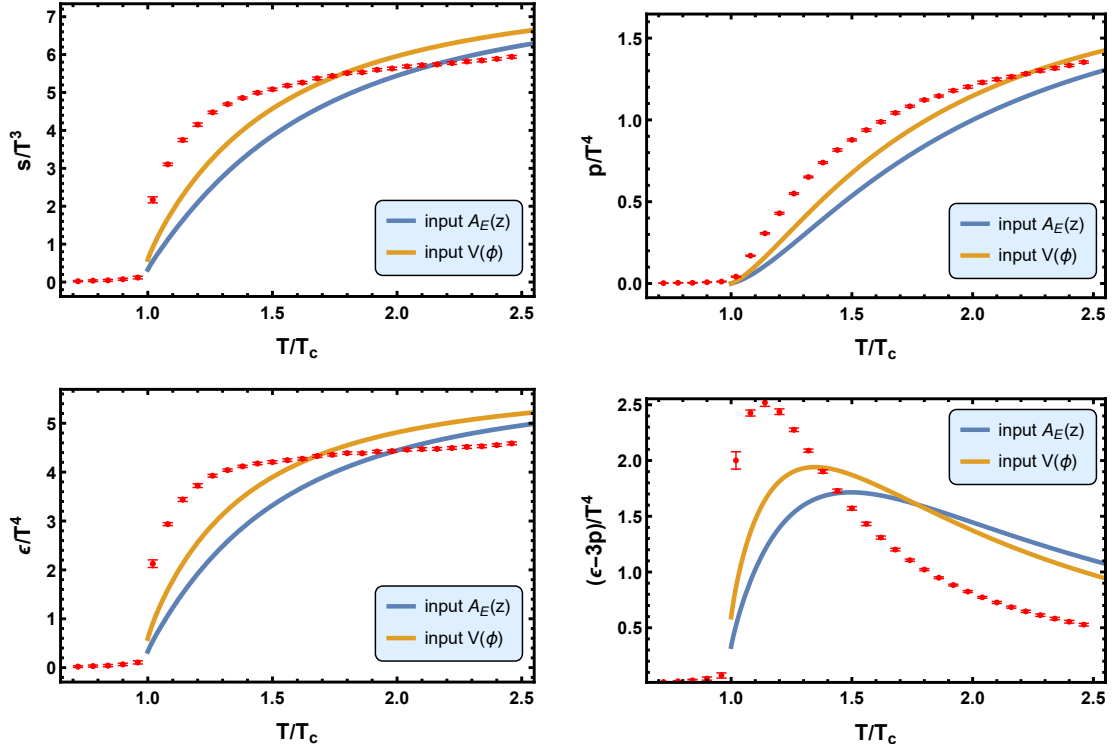 7
6
5
4
3
2
1
0
s/T³
1.0 1.5 2.0 2.5
T/T_c
input A_E(z)
input V(ϕ)
1.5
1.0
0.5
0.0
p/T⁴
1.0 1.5 2.0 2.5
T/T_c
input A_E(z)
input V(ϕ)
5
4
3
2
1
0
ϵ/T⁴
1.0 1.5 2.0 2.5
T/T_c
input A_E(z)
input V(ϕ)
2.5
2.0
1.5
1.0
0.5
(ϵ−3p)/T⁴
1.0 1.5 2.0 2.5
T/T_c
input A_E(z)
input V(ϕ)